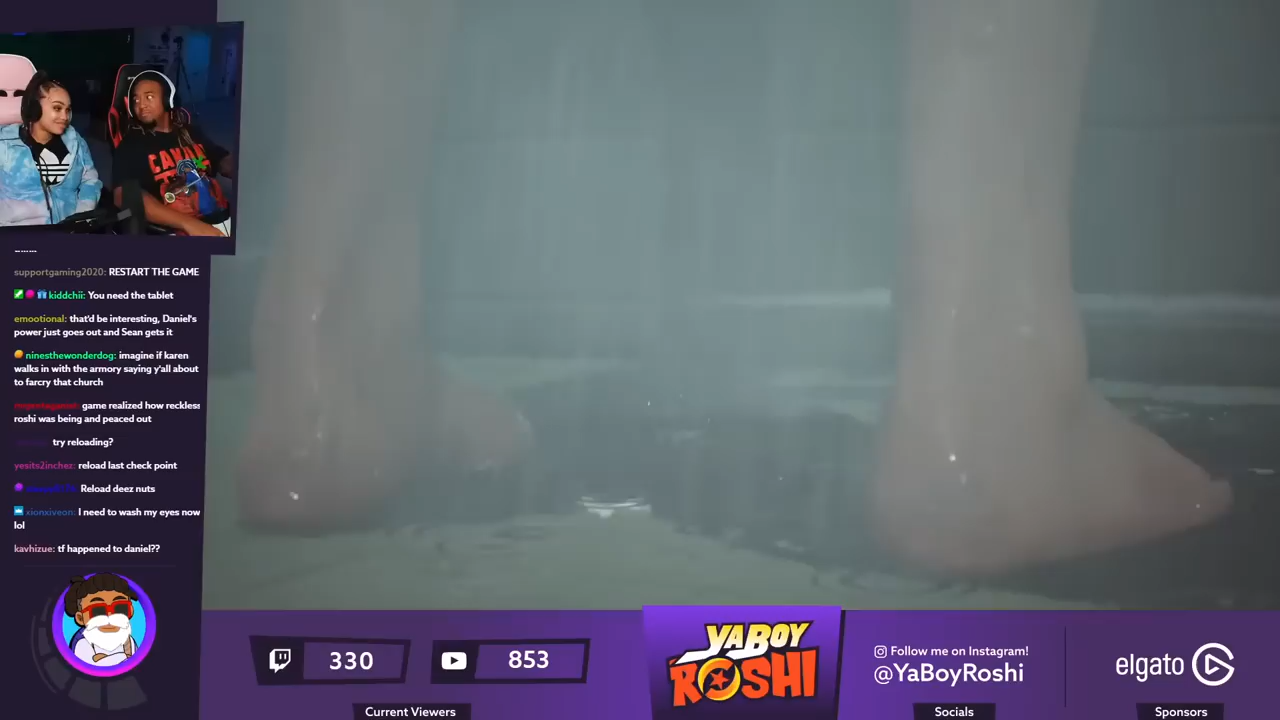 CANADA
supportgaming2020: RESTART THE GAME
kiddchii: You need the tablet
emootional: that'd be interesting, Daniel's
power just goes out and Sean gets it
ninesthewonderdog: imagine if karen
walks in with the armory saying y'all about
to farcry that church
game realized how reckless
roshi was being and peaced out
try reloading?
yesits2inchez: reload last check point
Reload deez nuts
xionxiveon: I need to wash my eyes now
lol
kavhizue: tf happened to daniel??
330
853
Current Viewers
YABOY
ROSHI
Follow me on Instagram!
@YaBoyRoshi
Socials
elgato
Sponsors